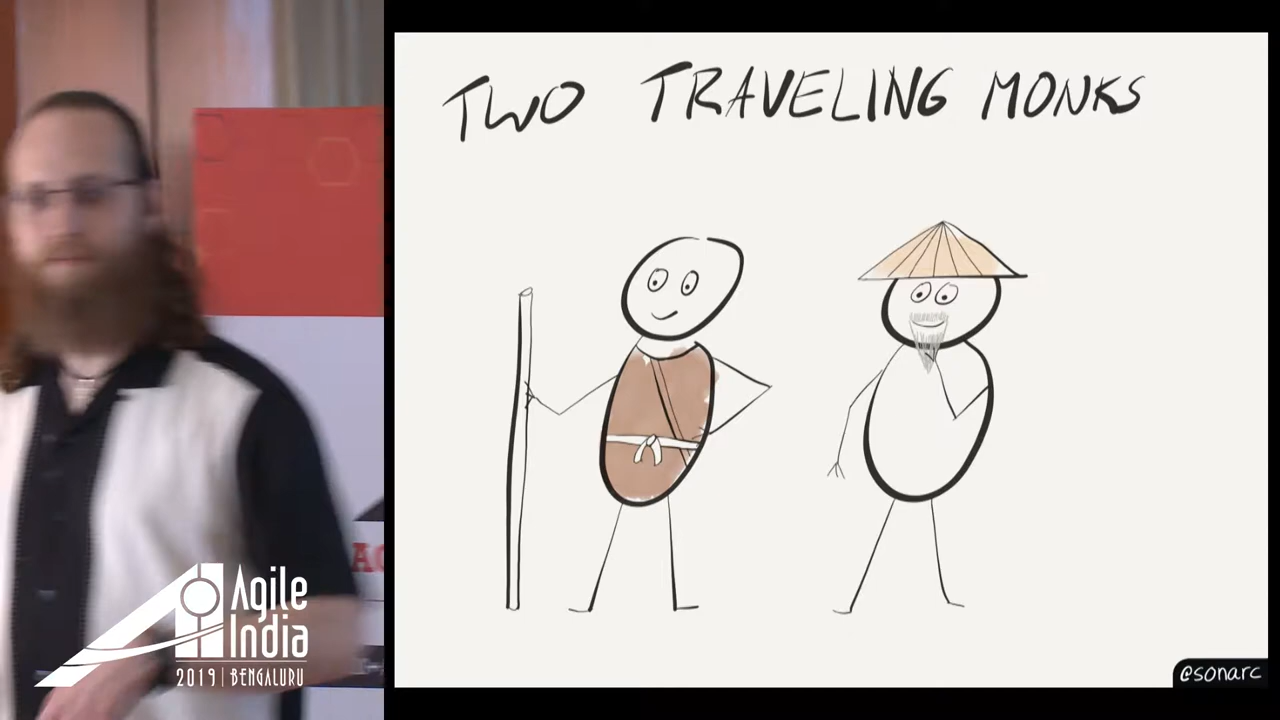 TWO TRAVELING MONKS
Agile
India
2019 | BENGALURU
@sonarc